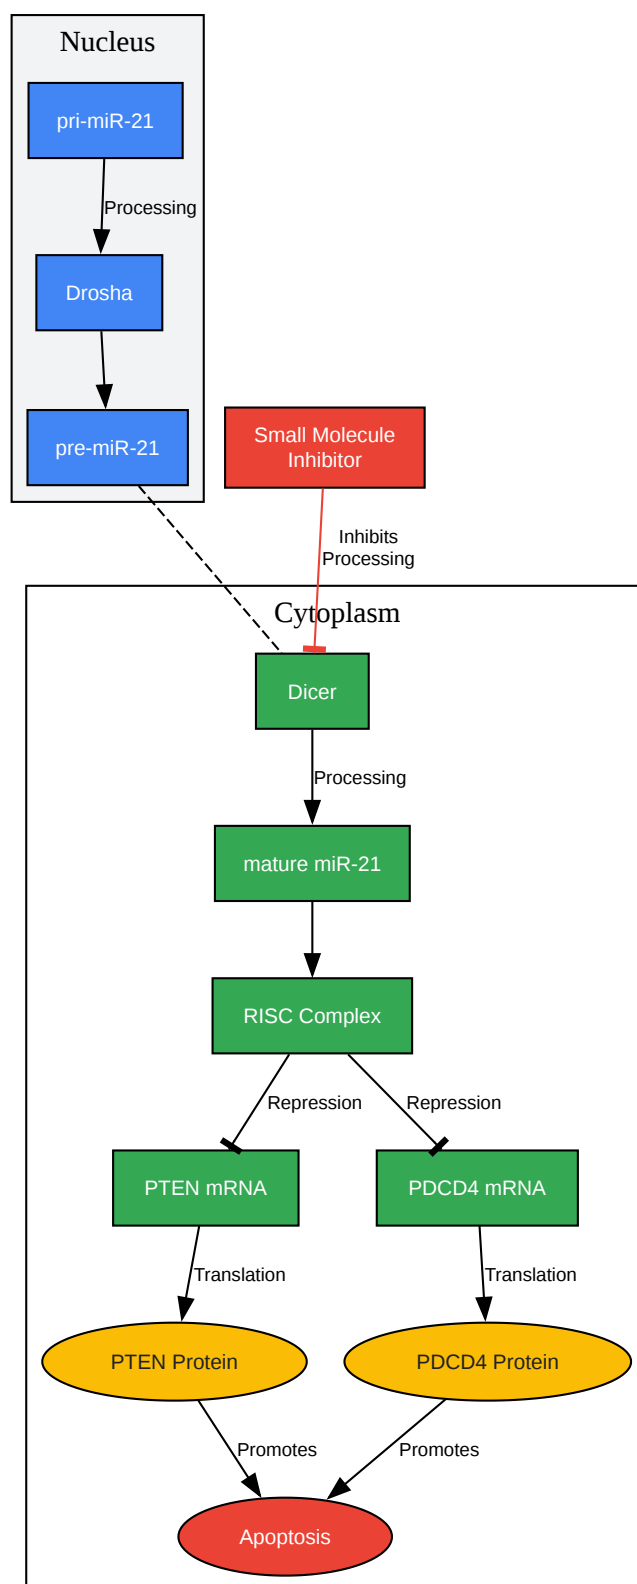 Nucleus
pri-miR-21
Processing
Drosha
pre-miR-21
Small Molecule
Inhibitor
Inhibits
Processing
Cytoplasm
Dicer
Processing
mature miR-21
RISC Complex
Repression
Repression
PTEN mRNA
PDCD4 mRNA
Translation
Translation
PTEN Protein
PDCD4 Protein
Promotes
Promotes
Apoptosis